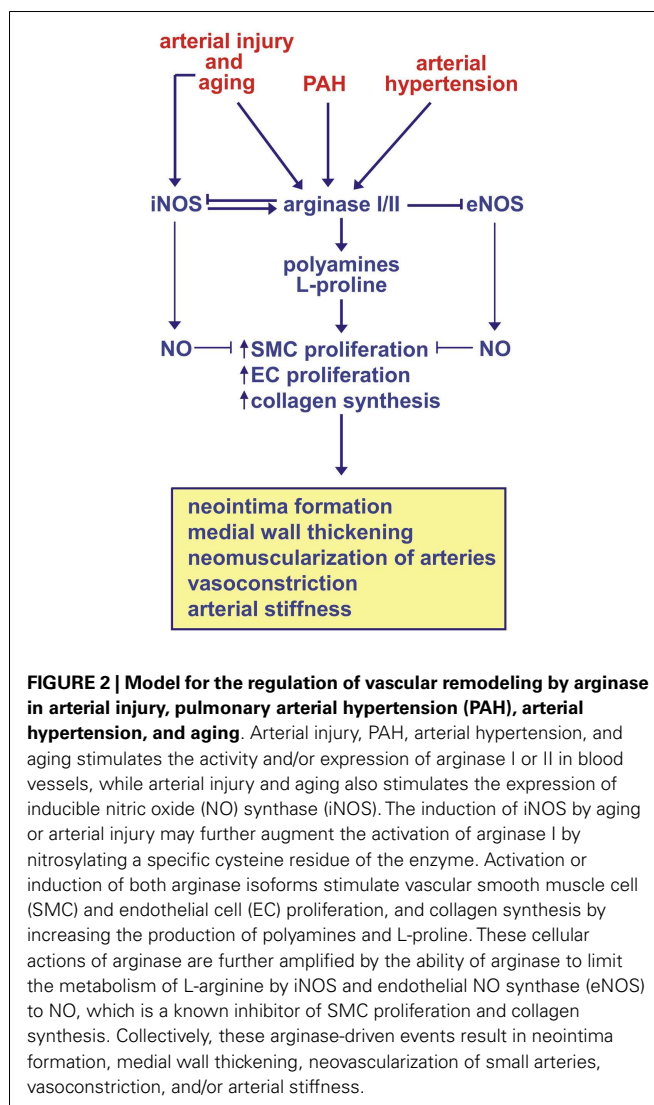 arterial injury
and
aging
PAH
arterial
hypertension
iNOS
arginase I/II
eNOS
polyamines
L-proline
NO
↑SMC proliferation
NO
↑EC proliferation
↑collagen synthesis
neointima formation
medial wall thickening
neomuscularization of arteries
vasoconstriction
arterial stiffness
FIGURE 2 | Model for the regulation of vascular remodeling by arginase
in arterial injury, pulmonary arterial hypertension (PAH), arterial
hypertension, and aging. Arterial injury, PAH, arterial hypertension, and
aging stimulates the activity and/or expression of arginase I or II in blood
vessels, while arterial injury and aging also stimulates the expression of
inducible nitric oxide (NO) synthase (iNOS). The induction of iNOS by aging
or arterial injury may further augment the activation of arginase I by
nitrosylating a specific cysteine residue of the enzyme. Activation or
induction of both arginase isoforms stimulate vascular smooth muscle cell
(SMC) and endothelial cell (EC) proliferation, and collagen synthesis by
increasing the production of polyamines and L-proline. These cellular
actions of arginase are further amplified by the ability of arginase to limit
the metabolism of L-arginine by iNOS and endothelial NO synthase (eNOS)
to NO, which is a known inhibitor of SMC proliferation and collagen
synthesis. Collectively, these arginase-driven events result in neointima
formation, medial wall thickening, neovascularization of small arteries,
vasoconstriction, and/or arterial stiffness.